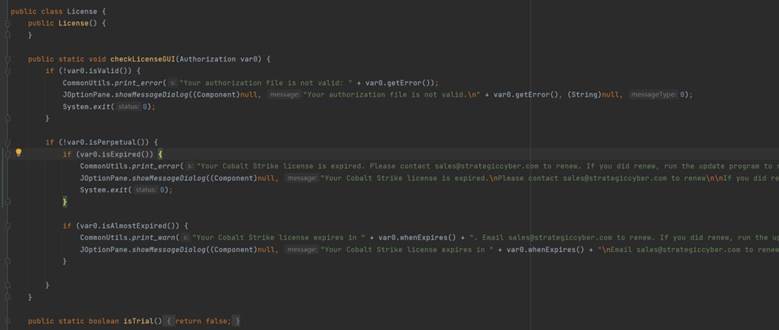 public class License {
public License() {
}
public static void checkLicenseGUI(Authorization var0) {
if (!var0.isValid()) {
CommonUtils.print_error( s: "Your authorization file is not valid: " + var0.getError());
JOptionPane.showMessageDialog((Component)null, message: "Your authorization file is not valid.\n" + var0.getError(), (String)null, messageType: 0);
System.exit( status: 0);
}
if (!var0.isPerpetual()) {
if (var0.isExpired()) {
CommonUtils.print_error( s: "Your Cobalt Strike license is expired. Please contact sales@strategiccyber.com to renew. If you did renew, run the update program to
JOptionPane.showMessageDialog((Component)null, message: "Your Cobalt Strike license is expired.\nPlease contact sales@strategiccyber.com to renew\n\nIf you did re
System.exit( status: 0);
}
if (var0.isAlmostExpired()) {
CommonUtils.print_warn( s: "Your Cobalt Strike license expires in " + var0.whenExpires() + ". Email sales@strategiccyber.com to renew. If you did renew, run the up
JOptionPane.showMessageDialog((Component)null, message: "Your Cobalt Strike license expires in " + var0.whenExpires() + "\nEmail sales@strategiccyber.com to renew
}
}
}
public static boolean isTrial() { return false; }